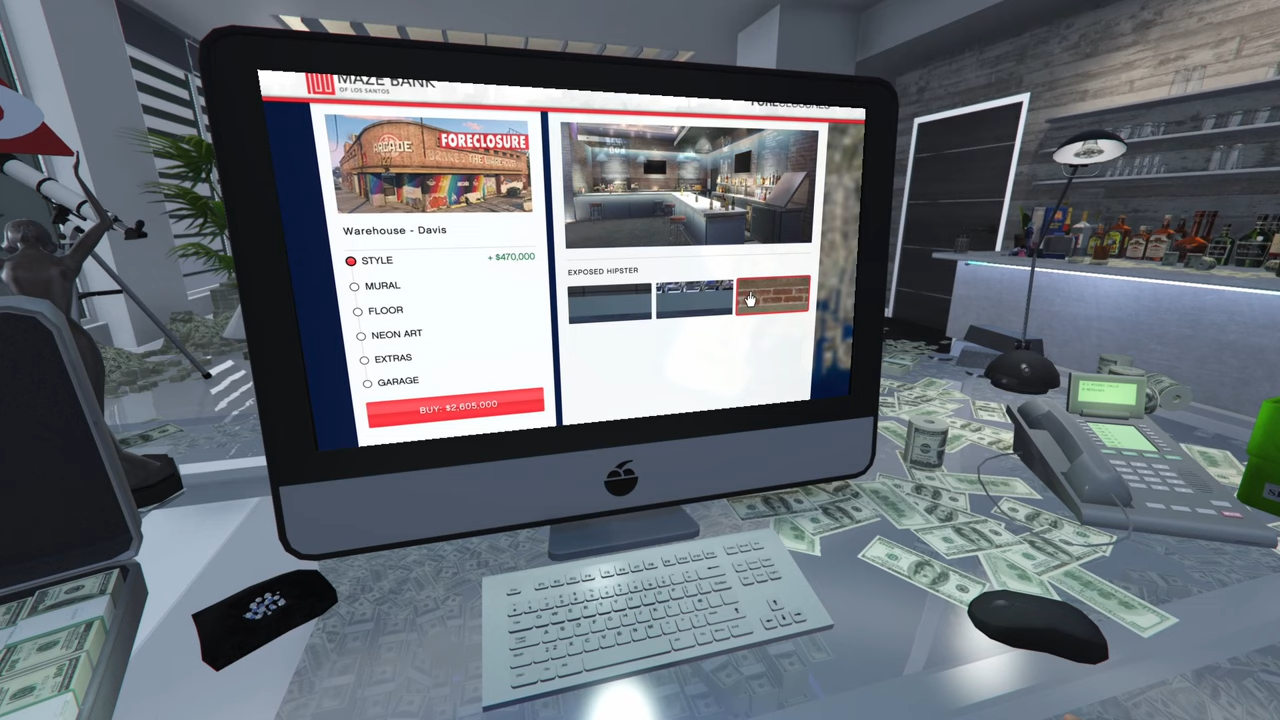 MAZE BANK
OF LOS SANTOS
FORECLOSURES
ARCADE
FORECLOSURE
Warehouse - Davis
STYLE
+ $470,000
MURAL
FLOOR
NEON ART
EXTRAS
GARAGE
BUY: $2,605,000
EXPOSED HIPSTER